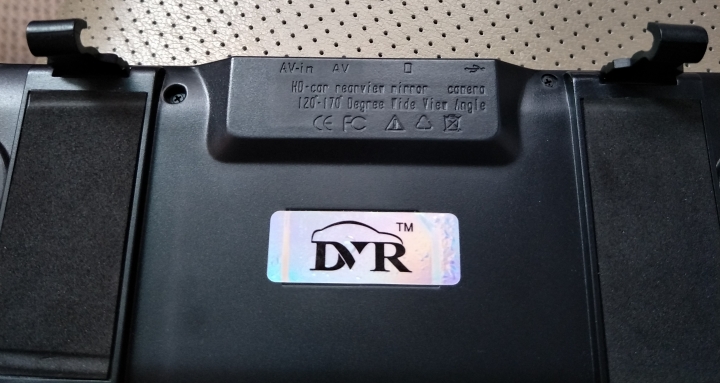 AV-in AV
HD-car rearview mirror camera
120°-170° Degree Wide View Angle
CE FC
DVR TM